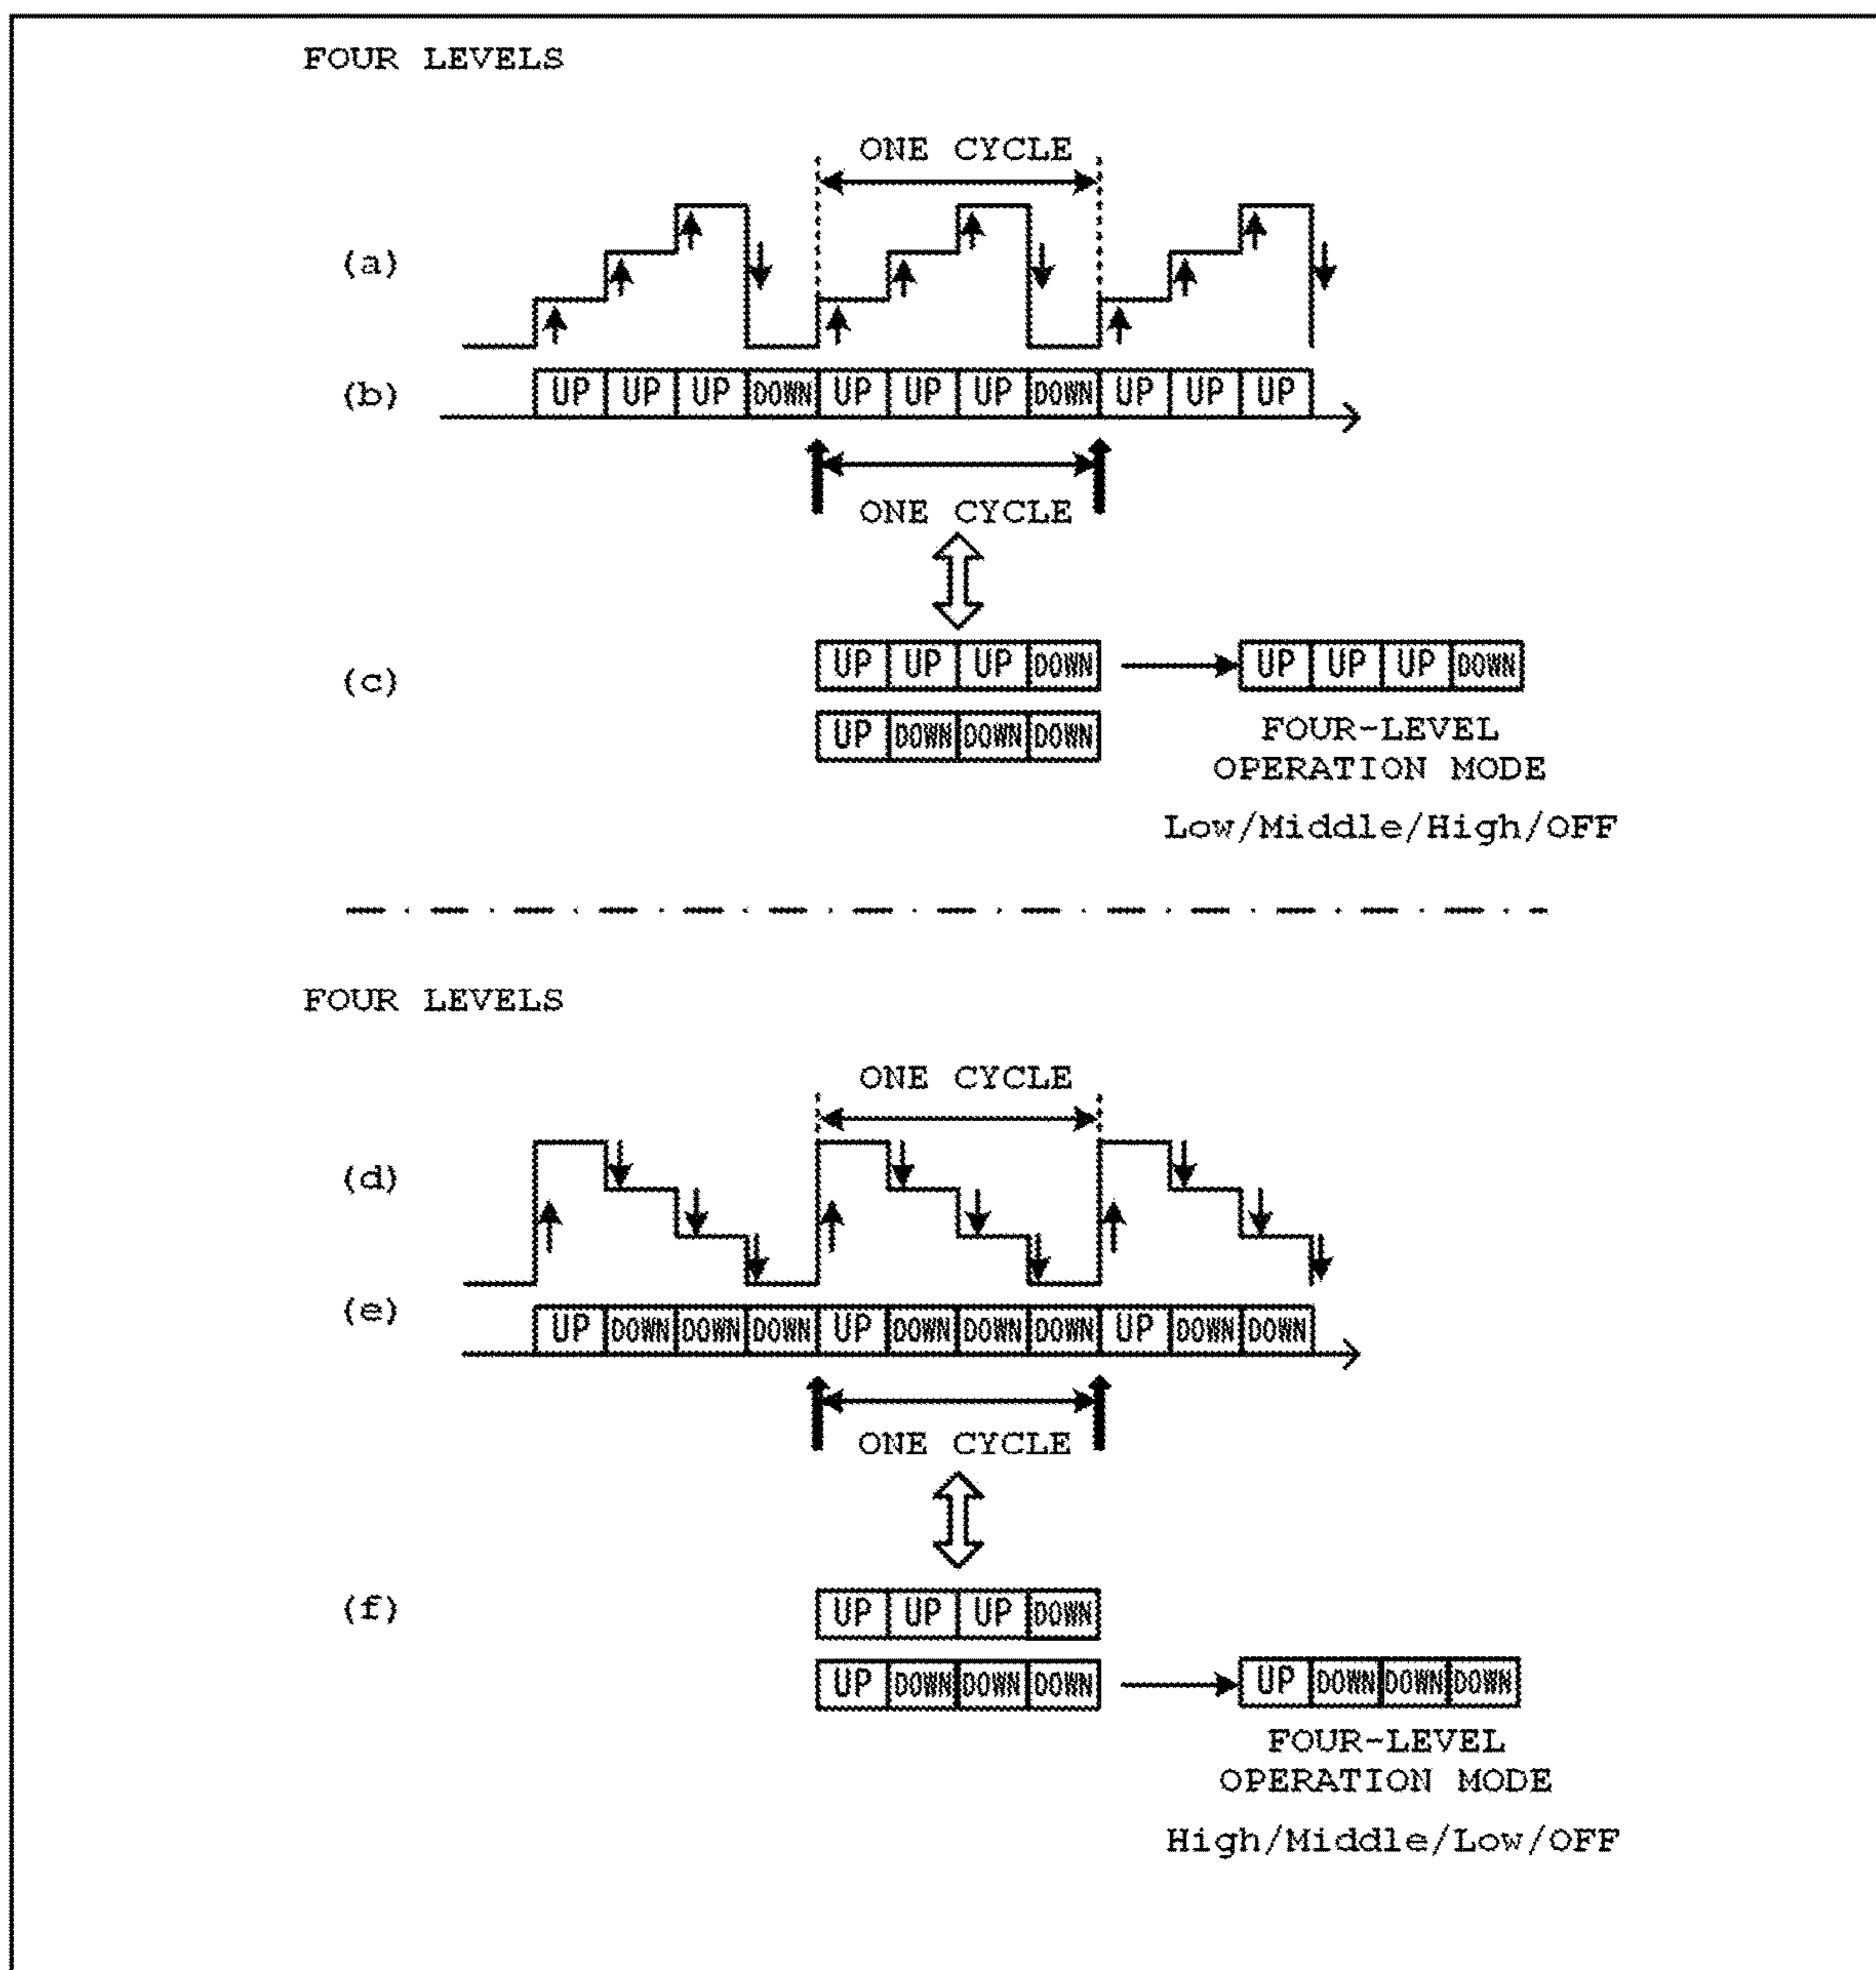 FOUR LEVELS
ONE CYCLE
(a)
(b) UP UP UP DOWN UP UP UP DOWN UP UP UP
ONE CYCLE
(c) UP UP UP DOWN UP UP UP DOWN
UP DOWN DOWN DOWN
FOUR-LEVEL
OPERATION MODE
Low/Middle/High/OFF
FOUR LEVELS
ONE CYCLE
(d)
(e) UP DOWN DOWN DOWN UP DOWN DOWN DOWN UP DOWN DOWN
ONE CYCLE
(f) UP UP UP DOWN
UP DOWN DOWN DOWN UP DOWN DOWN DOWN
FOUR-LEVEL
OPERATION MODE
High/Middle/Low/OFF